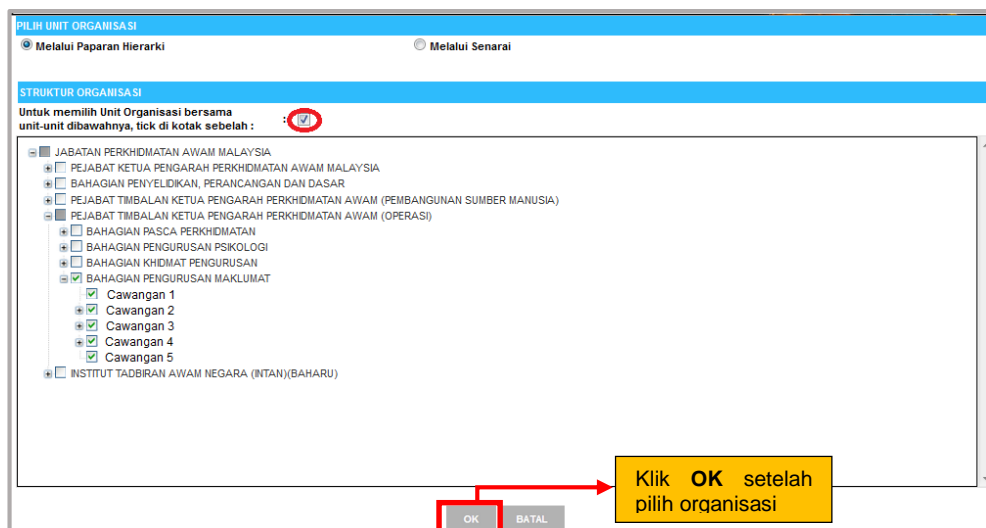 PILIH UNIT ORGANISASI
Melalui Paparan Hierarki Melalui Senarai
STRUKTUR ORGANISASI
Untuk memilih Unit Organisasi bersama
unit-unit dibawahnya, tick di kotak sebelah : :
JABATAN PERKHIDMATAN AWAM MALAYSIA
PEJABAT KETUA PENGARAH PERKHIDMATAN AWAM MALAYSIA
BAHAGIAN PENYELIDIKAN, PERANCANGAN DAN DASAR
PEJABAT TIMBALAN KETUA PENGARAH PERKHIDMATAN AWAM (PEMBANGUNAN SUMBER MANUSIA)
PEJABAT TIMBALAN KETUA PENGARAH PERKHIDMATAN AWAM (OPERASI)
BAHAGIAN PASCA PERKHIDMATAN
BAHAGIAN PENGURUSAN PSIKOLOGI
BAHAGIAN KHIDMAT PENGURUSAN
BAHAGIAN PENGURUSAN MAKLUMAT
Cawangan 1
Cawangan 2
Cawangan 3
Cawangan 4
Cawangan 5
INSTITUT TADBIRAN AWAM NEGARA (INTAN)(BAHARU)
Klik OK setelah
pilih organisasi
OK BATAL